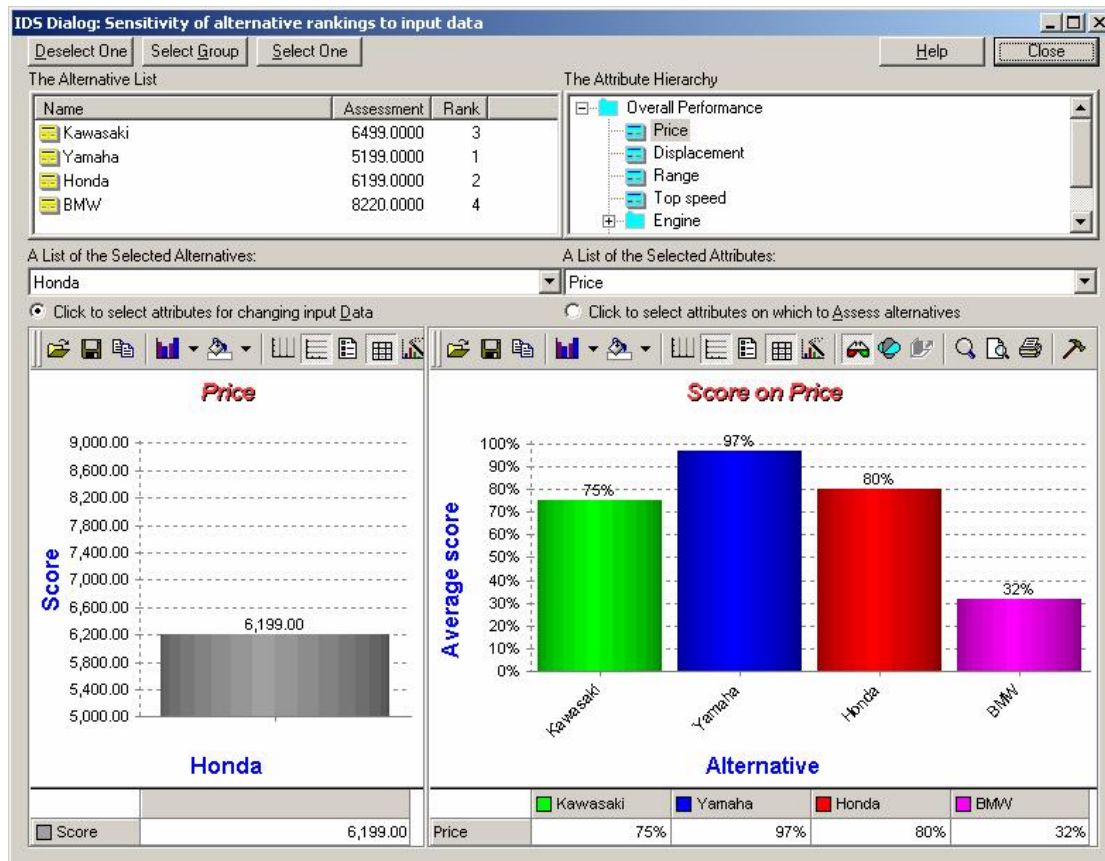 IDS Dialog: Sensitivity of alternative rankings to input data
Deselect One Select Group Select One Help Close
The Alternative List The Attribute Hierarchy
Name Assessment Rank
Kawasaki 6499.0000 3
Yamaha 5199.0000 1
Honda 6199.0000 2
BMW 8220.0000 4
Overall Performance
Price
Displacement
Range
Top speed
Engine
A List of the Selected Alternatives: A List of the Selected Attributes:
Honda Price
Click to select attributes for changing input Data Click to select attributes on which to Assess alternatives
Price
Score
9,000.00
8,600.00
8,200.00
7,800.00
7,400.00
7,000.00
6,600.00
6,200.00
5,800.00
5,400.00
5,000.00
6,199.00
Honda
Score 6,199.00
Score on Price
Average score
100%
90%
80%
70%
60%
50%
40%
30%
20%
10%
0%
75% 97% 80% 32%
Kawasaki Yamaha Honda BMW
Alternative
Kawasaki Yamaha Honda BMW
Price 75% 97% 80% 32%